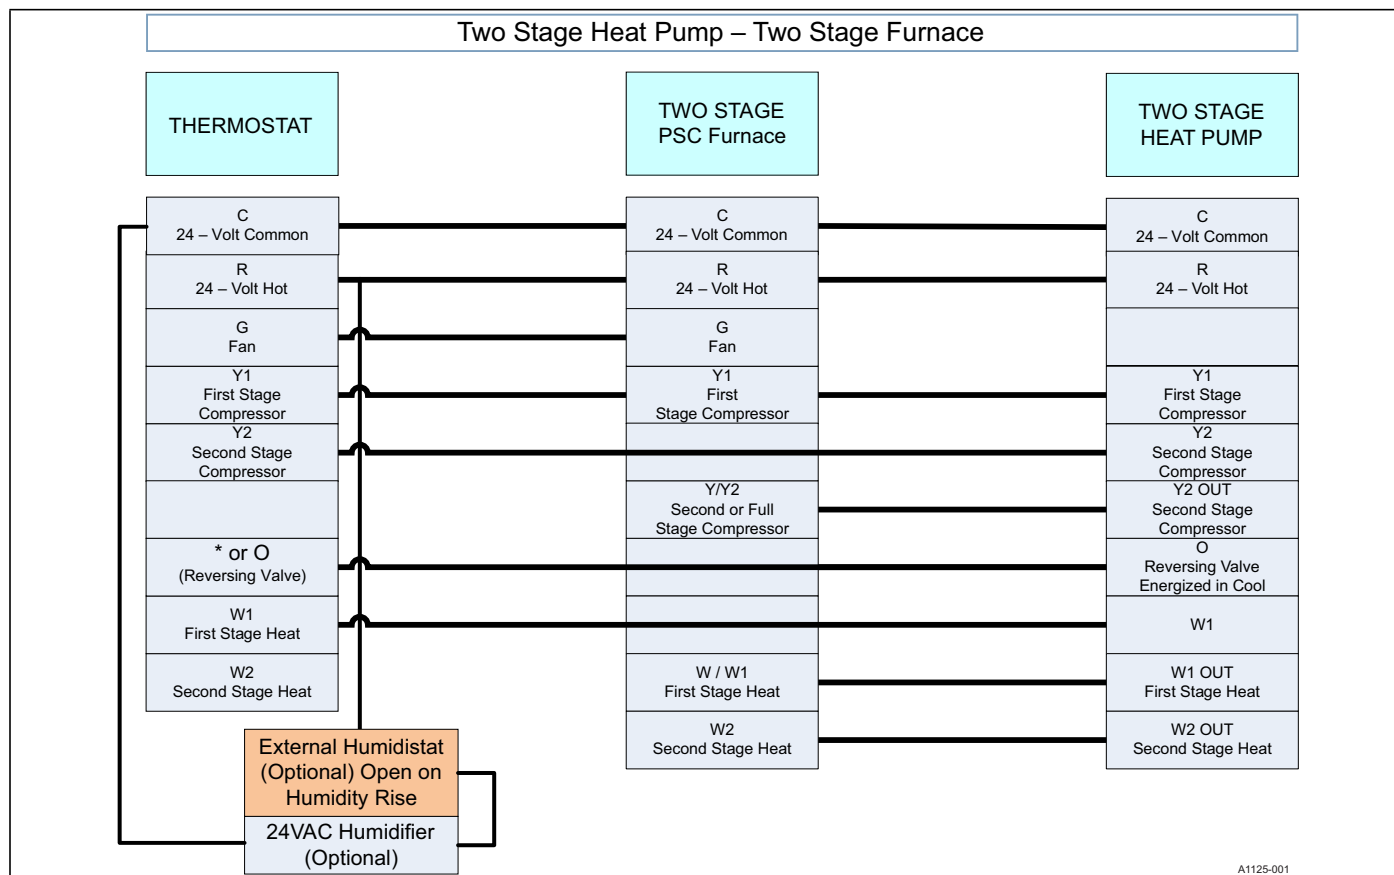 Two Stage Heat Pump – Two Stage Furnace
THERMOSTAT
TWO STAGE
PSC Furnace
TWO STAGE
HEAT PUMP
C
24 – Volt Common
C
24 – Volt Common
C
24 – Volt Common
R
24 – Volt Hot
R
24 – Volt Hot
R
24 – Volt Hot
G
Fan
G
Fan
Y1
First Stage
Compressor
Y1
First
Stage Compressor
Y1
First Stage
Compressor
Y2
Second Stage
Compressor
Y2
Second Stage
Compressor
Y/Y2
Second or Full
Stage Compressor
Y2 OUT
Second Stage
Compressor
* or O
(Reversing Valve)
O
Reversing Valve
Energized in Cool
W1
First Stage Heat
W1
W2
Second Stage Heat
W / W1
First Stage Heat
W1 OUT
First Stage Heat
W2
Second Stage Heat
W2 OUT
Second Stage Heat
External Humidistat
(Optional) Open on
Humidity Rise
24VAC Humidifier
(Optional)
A1125-001